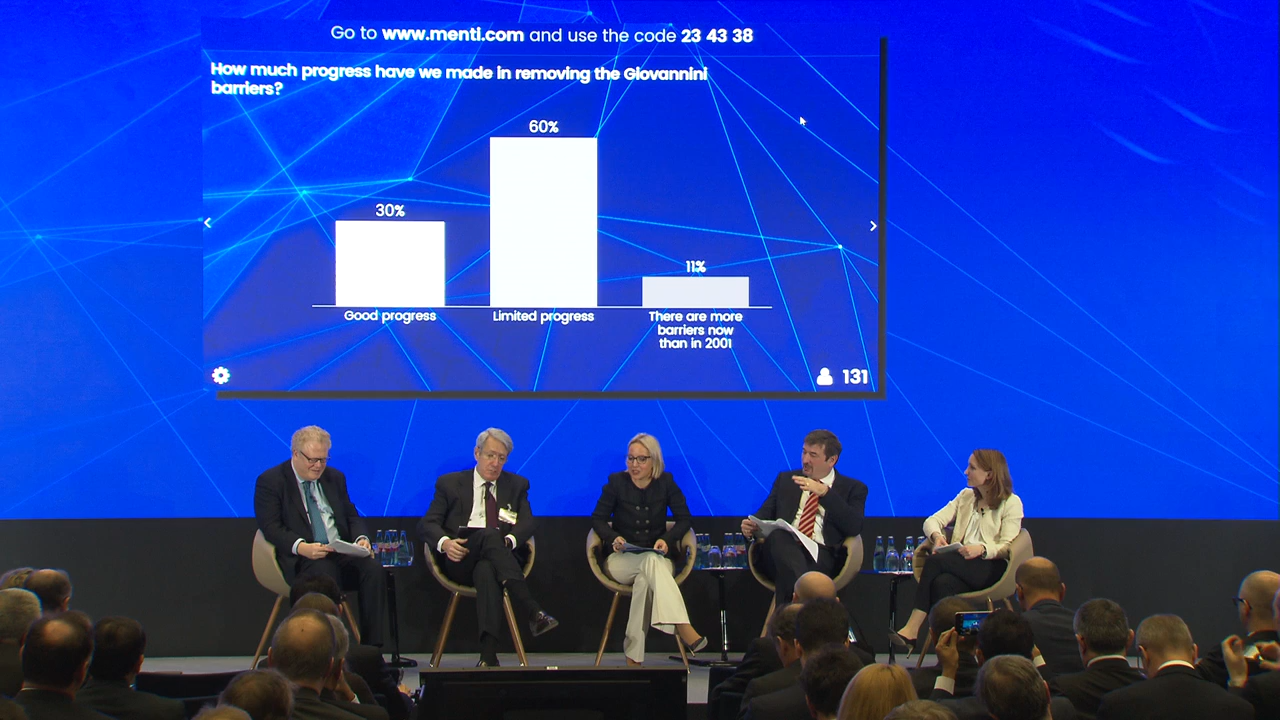 Go to www.menti.com and use the code 23 43 38
How much progress have we made in removing the Giovannini
barriers?
30%
60%
11%
Good progress
Limited progress
There are more
barriers now
than in 2001
131